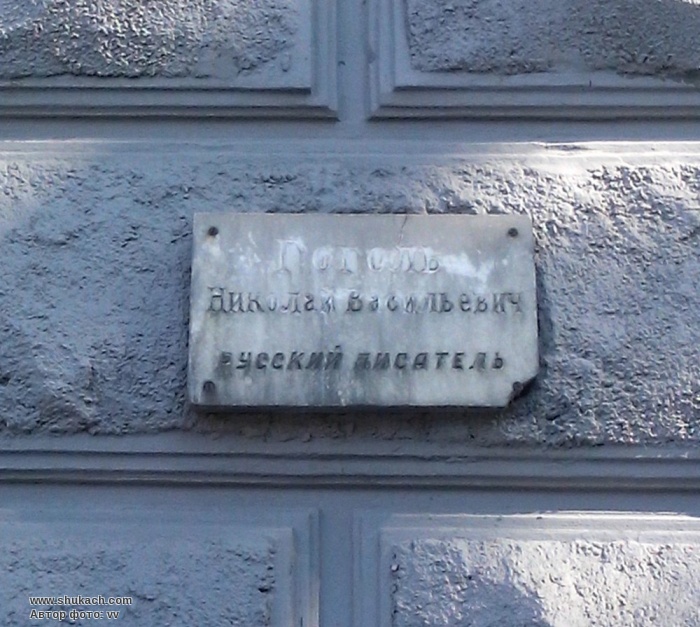 Гоголь
Николай Васильевич
русский писатель
www.shukach.com
Автор фото: vv